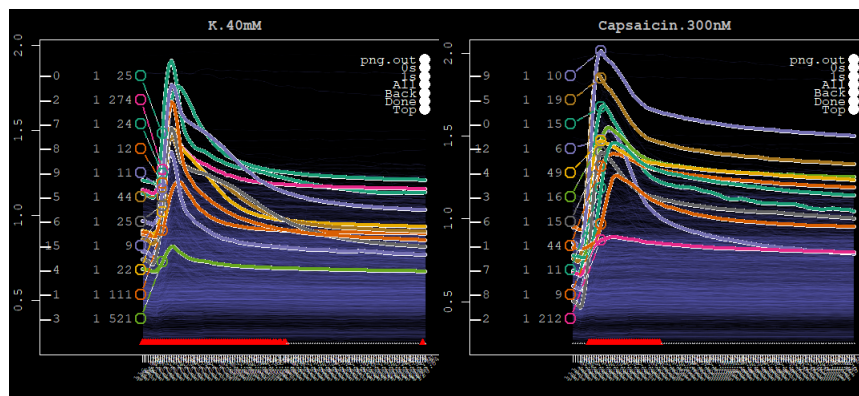 K.40mM
2.0
1.5
1.0
0.5
png.out
0s
1s
All
Back
Done
Top
0 1 25
2 1 274
7 1 24
8 1 12
9 1 11
5 1 44
6 1 25
15 1 9
4 1 22
1 1 111
3 1 521
Capsaicin.300nM
2.0
1.5
1.0
0.5
png.out
0s
1s
All
Back
Done
Top
9 1 10
5 1 19
0 1 15
12 1 6
4 1 49
3 1 16
6 1 15
1 1 44
7 1 11
8 1 9
2 1 212